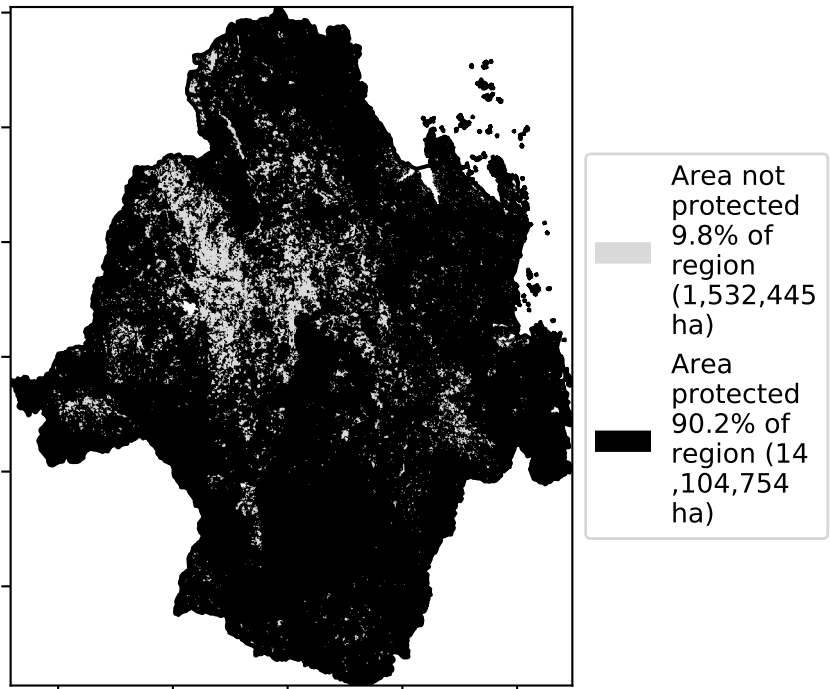 Area not
protected
9.8% of
region
(1,532,445
ha)
Area
protected
90.2% of
region (14
,104,754
ha)